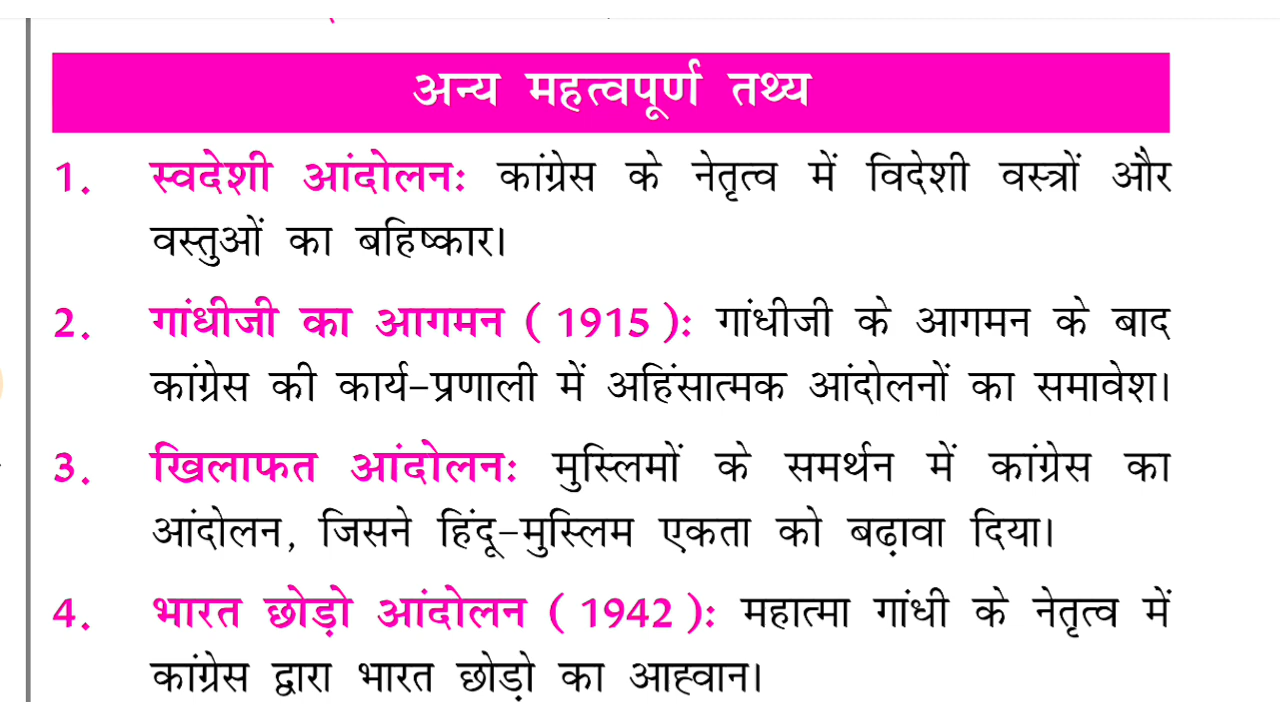 अन्य महत्वपूर्ण तथ्य
1. स्वदेशी आंदोलनः कांग्रेस के नेतृत्व में विदेशी वस्त्रों और
वस्तुओं का बहिष्कार।
2. गांधीजी का आगमन ( 1915 ): गांधीजी के आगमन के बाद
कांग्रेस की कार्य-प्रणाली में अहिंसात्मक आंदोलनों का समावेश।
3. खिलाफत आंदोलनः मुस्लिमों के समर्थन में कांग्रेस का
आंदोलन, जिसने हिंदू-मुस्लिम एकता को बढ़ावा दिया।
4. भारत छोड़ो आंदोलन ( 1942 ): महात्मा गांधी के नेतृत्व में
कांग्रेस द्वारा भारत छोड़ो का आह्वान।